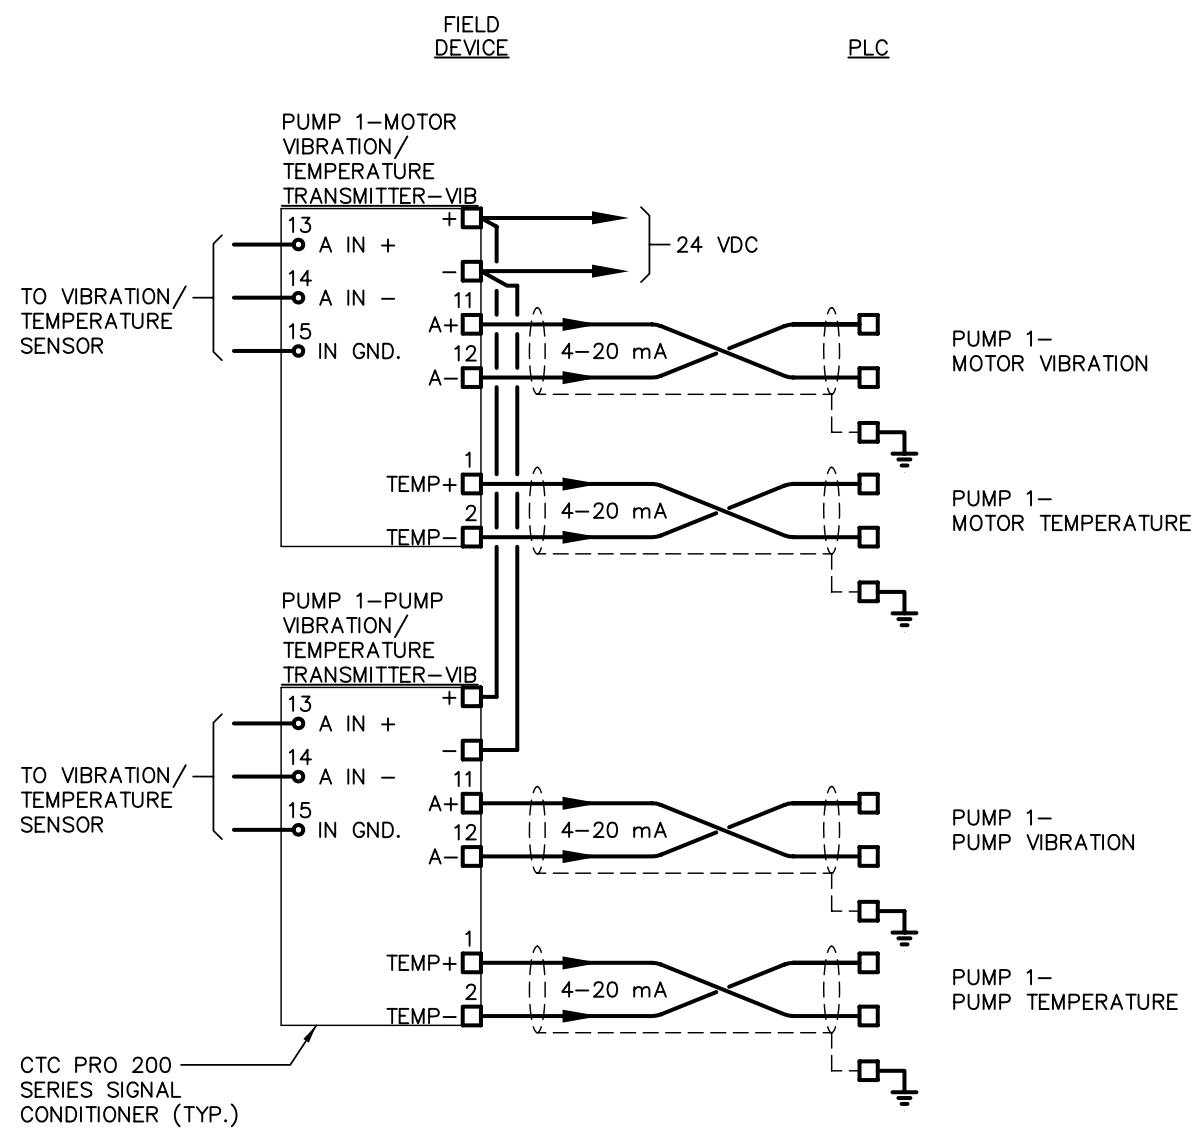 FIELD
DEVICE
PLC
PUMP 1-MOTOR
VIBRATION/
TEMPERATURE
TRANSMITTER-VIB
+
13
A IN +
-
24 VDC
14
A IN -
11
A+
TO VIBRATION/
TEMPERATURE
SENSOR
15
IN GND.
12
A-
4-20 mA
PUMP 1-
MOTOR VIBRATION
1
TEMP+
2
TEMP-
4-20 mA
PUMP 1-
MOTOR TEMPERATURE
PUMP 1-PUMP
VIBRATION/
TEMPERATURE
TRANSMITTER-VIB
+
13
A IN +
-
14
A IN -
11
A+
TO VIBRATION/
TEMPERATURE
SENSOR
15
IN GND.
12
A-
4-20 mA
PUMP 1-
PUMP VIBRATION
1
TEMP+
2
TEMP-
4-20 mA
PUMP 1-
PUMP TEMPERATURE
CTC PRO 200
SERIES SIGNAL
CONDITIONER (TYP.)